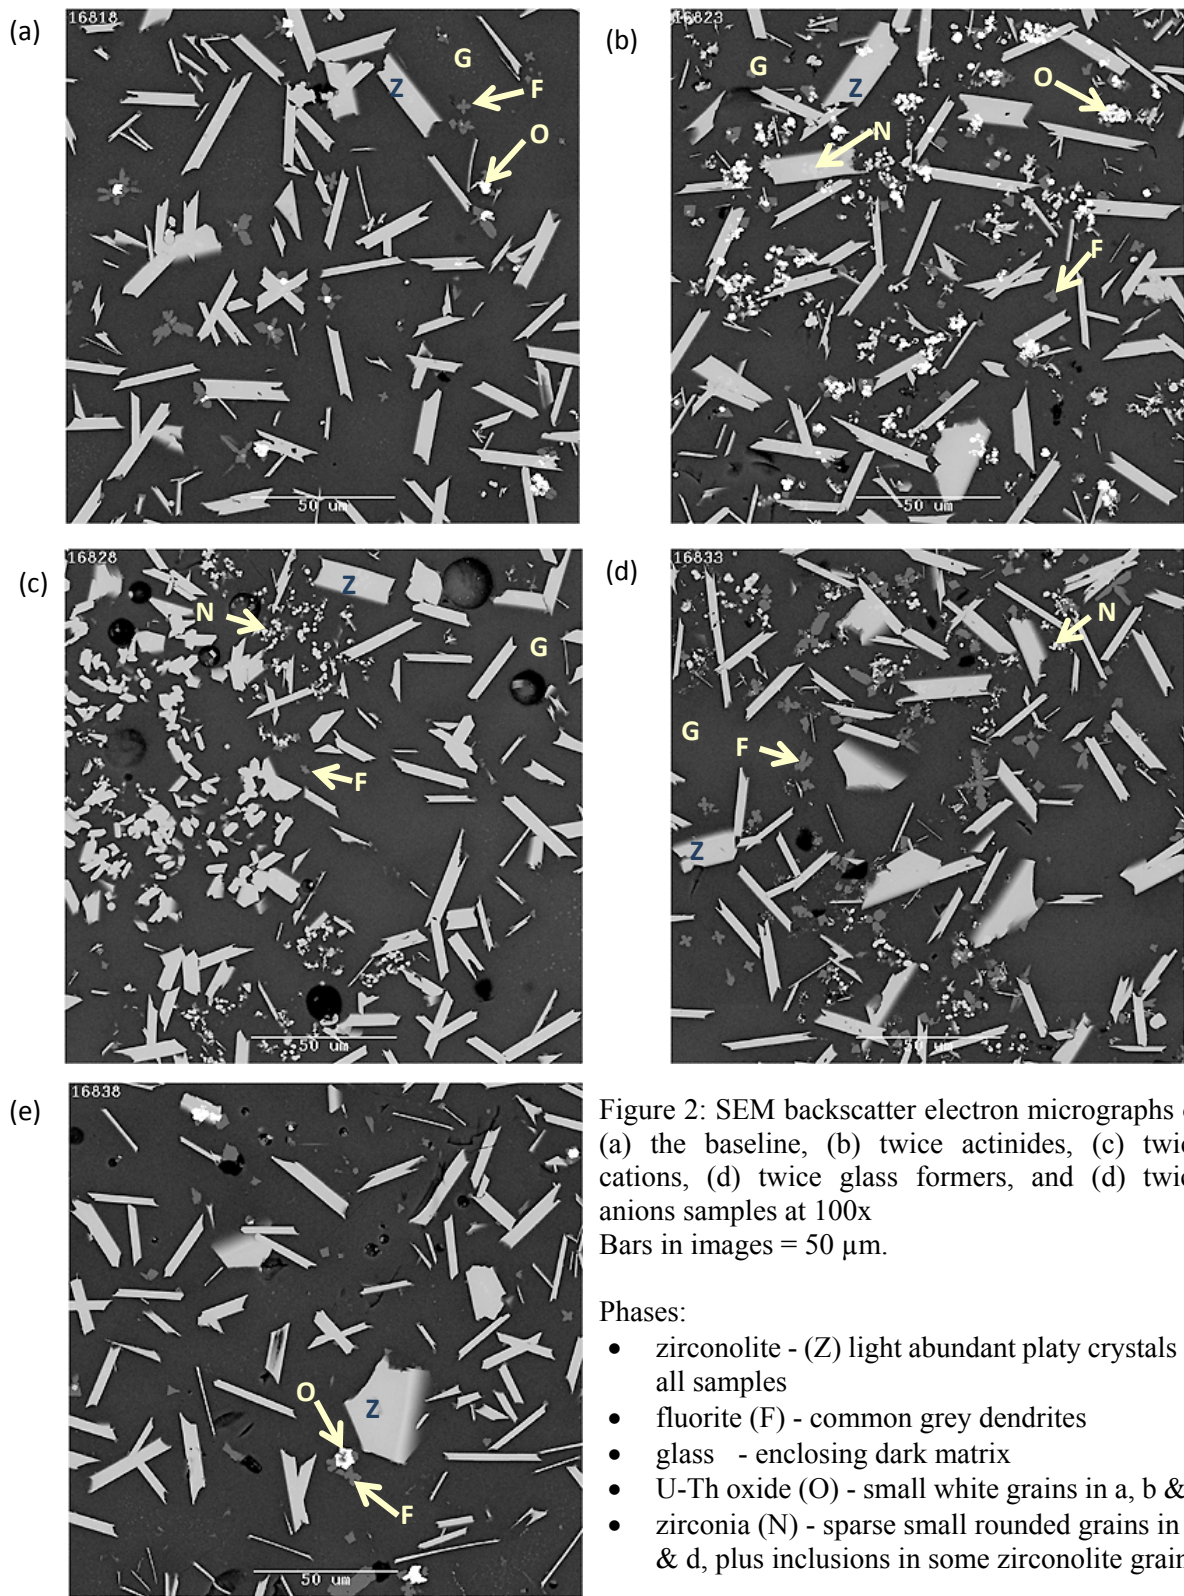 (a)
16818
G
Z
F
O
50 um
(b)
16823
G
Z
O
N
F
50 um
(c)
16828
Z
N
G
F
50 um
(d)
16833
N
G
F
Z
50 um
(e)
16838
O
Z
F
50 um
Figure 2: SEM backscatter electron micrographs
(a) the baseline, (b) twice actinides, (c)
cations, (d) twice glass formers, and (d)
anions samples at 100x
Bars in images = 50 µm.
Phases:
• zirconolite - (Z) light abundant platy crystals
all samples
• fluorite (F) - common grey dendrites
• glass - enclosing dark matrix
• U-Th oxide (O) - small white grains in a, b &
• zirconia (N) - sparse small rounded grains in
& d, plus inclusions in some zirconolite